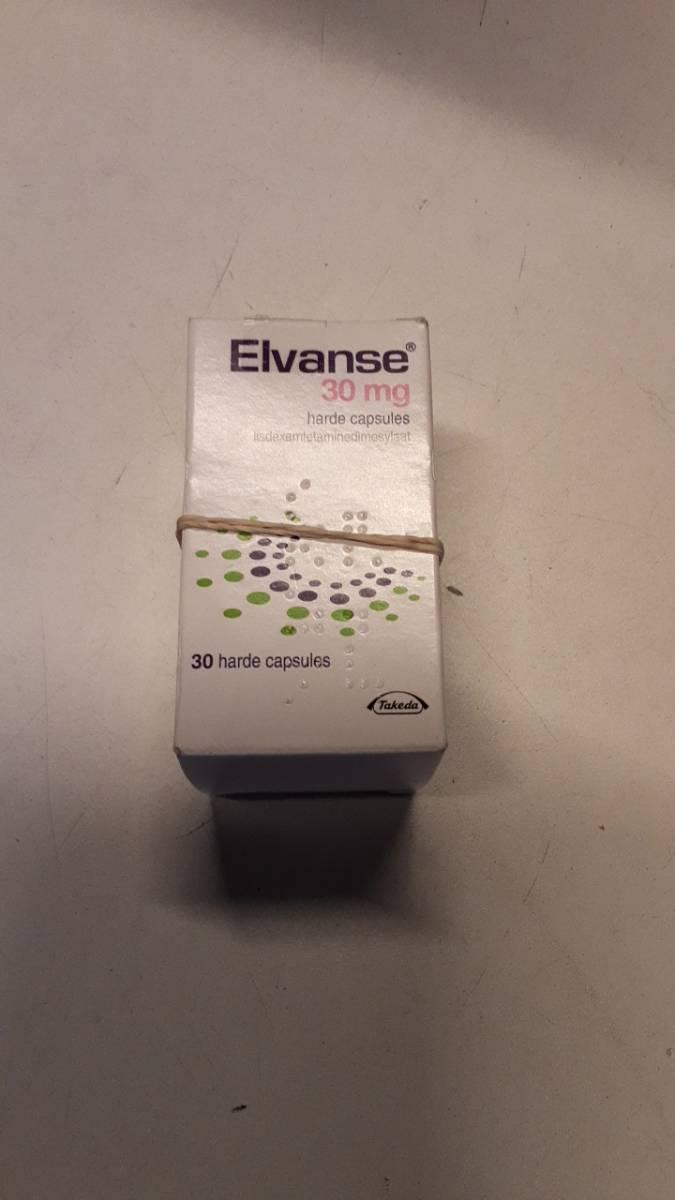 Elvanse®
30 mg
harde capsules
lisdexamfetaminedimesylaat
30 harde capsules
Takeda